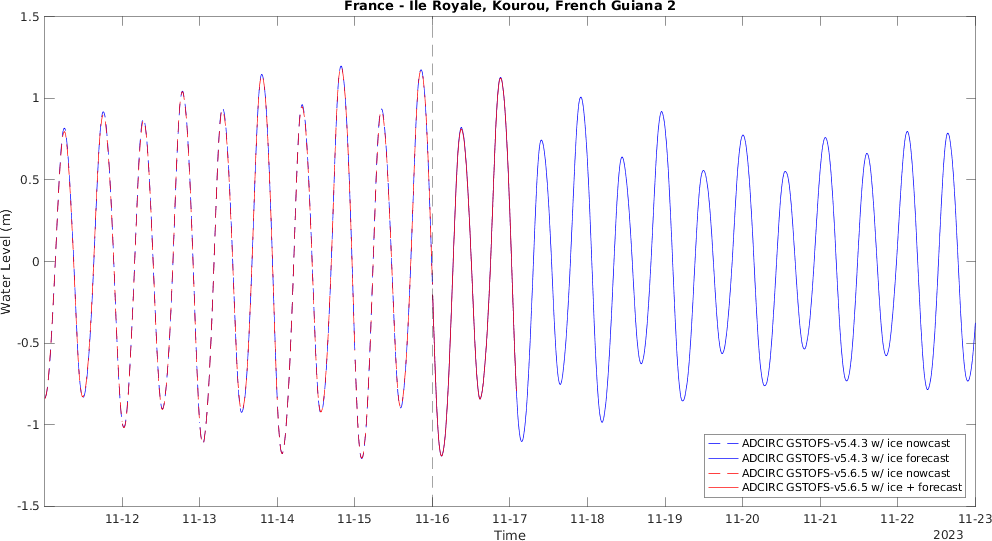 France - Ile Royale, Kourou, French Guiana 2
1.5
1
0.5
0
-0.5
-1
-1.5
Water Level (m)
ADCIRC GSTOFS-v5.4.3 w/ ice nowcast
ADCIRC GSTOFS-v5.4.3 w/ ice forecast
ADCIRC GSTOFS-v5.6.5 w/ ice nowcast
ADCIRC GSTOFS-v5.6.5 w/ ice + forecast
11-12 11-13 11-14 11-15 11-16 11-17 11-18 11-19 11-20 11-21 11-22 11-23
Time
2023